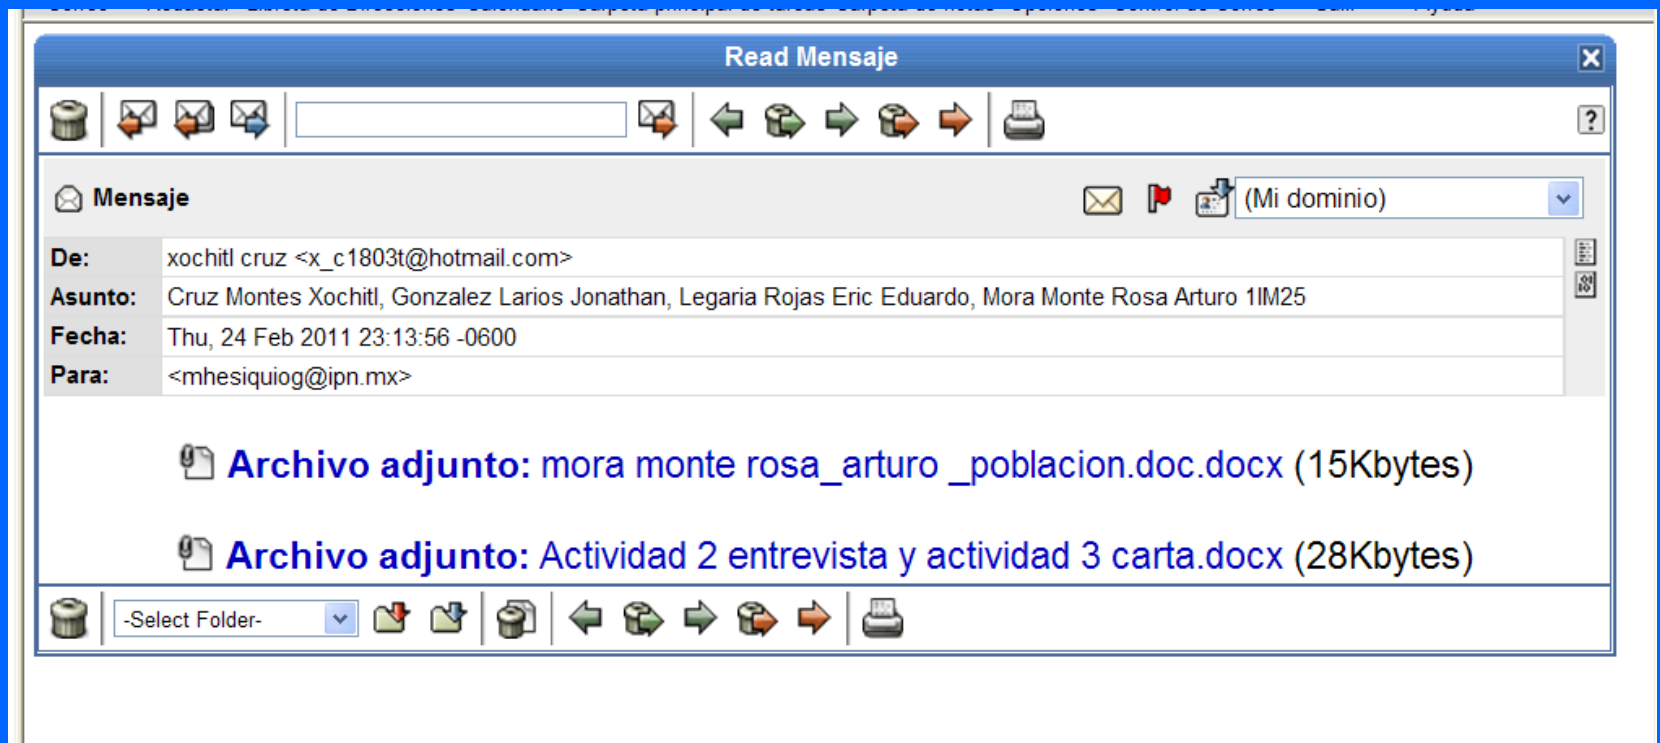 Read Mensaje
Mensaje
(Mi dominio)
De: xochitl cruz <x_c1803t@hotmail.com>
Asunto: Cruz Montes Xochitl, Gonzalez Larios Jonathan, Legaria Rojas Eric Eduardo, Mora Monte Rosa Arturo 1IM25
Fecha: Thu, 24 Feb 2011 23:13:56 -0600
Para: <mhesiquiog@ipn.mx>
Archivo adjunto: mora monte rosa_arturo _poblacion.doc.docx (15Kbytes)
Archivo adjunto: Actividad 2 entrevista y actividad 3 carta.docx (28Kbytes)
-Select Folder-